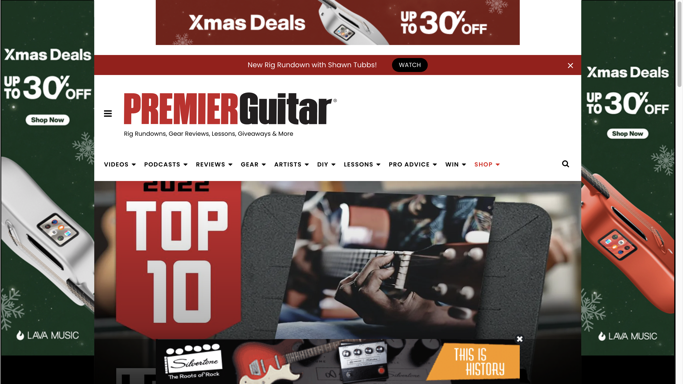 Xmas Deals
UP TO 30% OFF
Xmas Deals
UP TO 30% OFF
Shop Now
LAVA MUSIC
New Rig Rundown with Shawn Tubbs!
WATCH
PREMIER Guitar®
Rig Rundowns, Gear Reviews, Lessons, Giveaways & More
VIDEOS PODCASTS REVIEWS GEAR ARTISTS DIY LESSONS PRO ADVICE WIN SHOP
2022
TOP
10
Silvertone
The Roots of Rock
THIS IS
HISTORY
Xmas Deals
UP TO 30% OFF
Shop Now
LAVA MUSIC